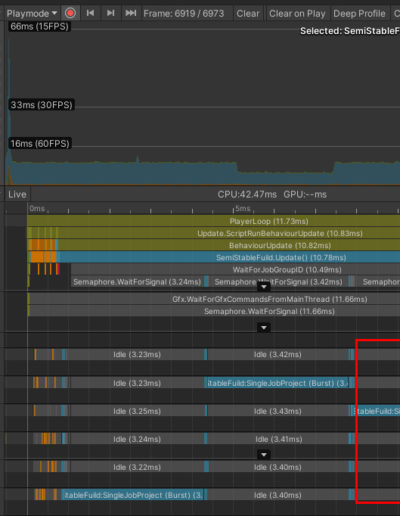 Playmode Frame: 6919 / 6973 Clear Clear on Play Deep Profile C
66ms (15FPS) Selected: SemiStableF
33ms (30FPS)
16ms (60FPS)
Live CPU:42.47ms GPU:--ms
0ms 5ms
PlayerLoop (11.73ms)
Update.ScriptRunBehaviourUpdate (10.83ms)
BehaviourUpdate (10.82ms)
SemiStableFuild.Update() (10.78ms)
WaitForJobGroupID (10.49ms)
Semaphore.WaitForSignal (3.24ms) Semaphore.WaitForSignal (3.42ms) Semapho
Gfx.WaitForGfxCommandsFromMainThread (11.66ms)
Semaphore.WaitForSignal (11.66ms)
Idle (3.23ms) Idle (3.42ms)
Idle (3.23ms) itableFuild:SingleJobProject (Burst) (3.4
Idle (3.25ms) Idle (3.43ms) StableFuild:S
Idle (3.24ms) Idle (3.41ms)
Idle (3.22ms) Idle (3.40ms)
itableFuild:SingleJobProject (Burst) (3. Idle (3.40ms)